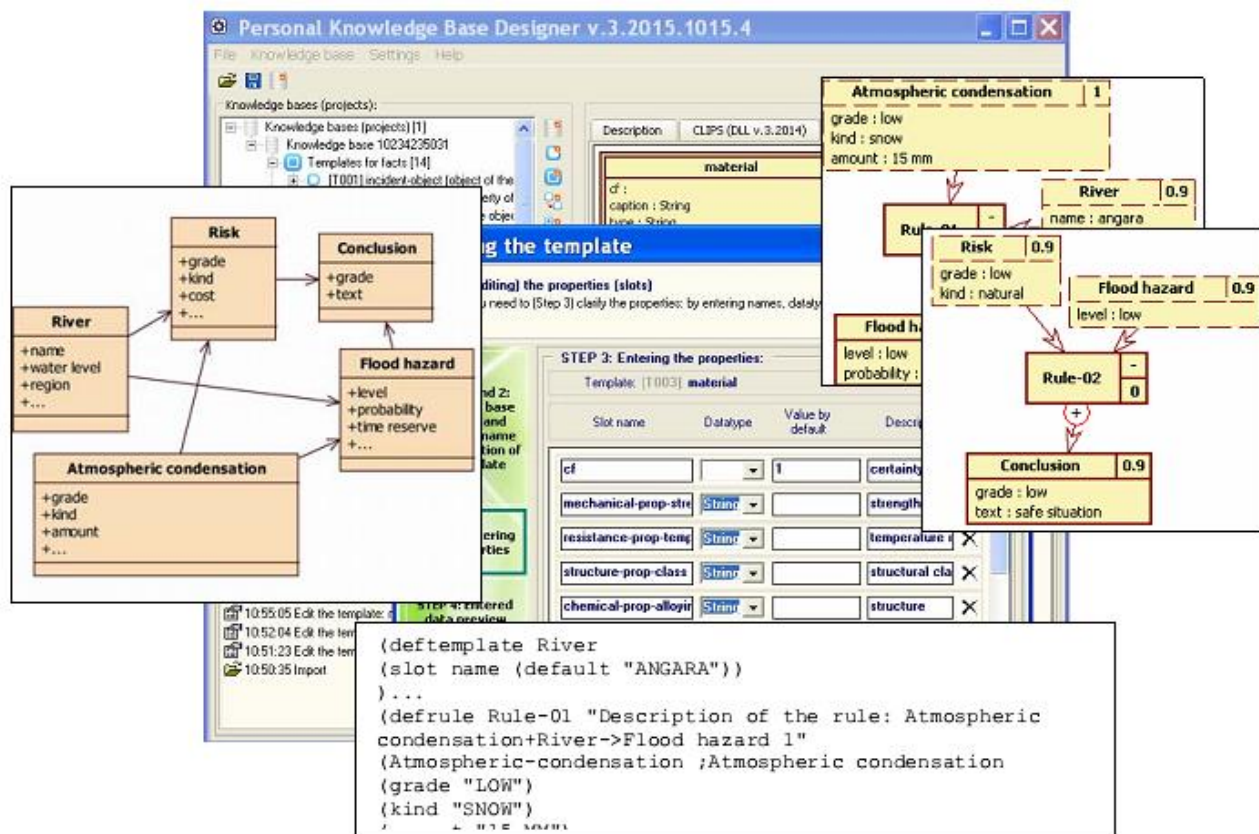 Personal Knowledge Base Designer v.3.2015.1015.4
File Knowledge base Settings Help
Knowledge bases (projects):
Knowledge bases (projects) [1]
Knowledge base 10234235031
Templates for facts [14]
[T001] incident-object (object of the
Description
CLIPS (DLL v.3.2014)
material
cf :
caption : String
type : String
Atmospheric condensation 1
grade : low
kind : snow
amount : 15 mm
River 0.9
name : angara
-
level : low
probability :
Risk 0.9
grade : low
kind : natural
Flood hazard 0.9
level : low
Rule-02
-
0
+
Conclusion 0.9
grade : low
text : safe situation
Risk
+grade
+kind
+cost
+...
Conclusion
+grade
+text
River
+name
+water level
+region
+...
Flood hazard
+level
+probability
+time reserve
+...
Atmospheric condensation
+grade
+kind
+amount
+...
the template
the properties (slots)
need to (Step 3) clarify the properties: by entering names,
2:
base
and
name
of
STEP 3: Entering the properties:
Template: [T003] material
Slot name
Datatype
Value by
default
cf 1
mechanical-prop-stre String
resistance-prop-temp String temperature
structure-prop-class String structural cla
chemical-prop-alloyin String structure
STEP 4: Entered
data preview
10:55:05 Edit the template:
10:52:04 Edit the
10:51:23 Edit the
10:50:35 Import
(deftemplate River
(slot name (default "ANGARA"))
)...
(defrule Rule-01 "Description of the rule: Atmospheric
condensation+River->Flood hazard 1"
(Atmospheric-condensation ;Atmospheric condensation
(grade "LOW")
(kind "SNOW")